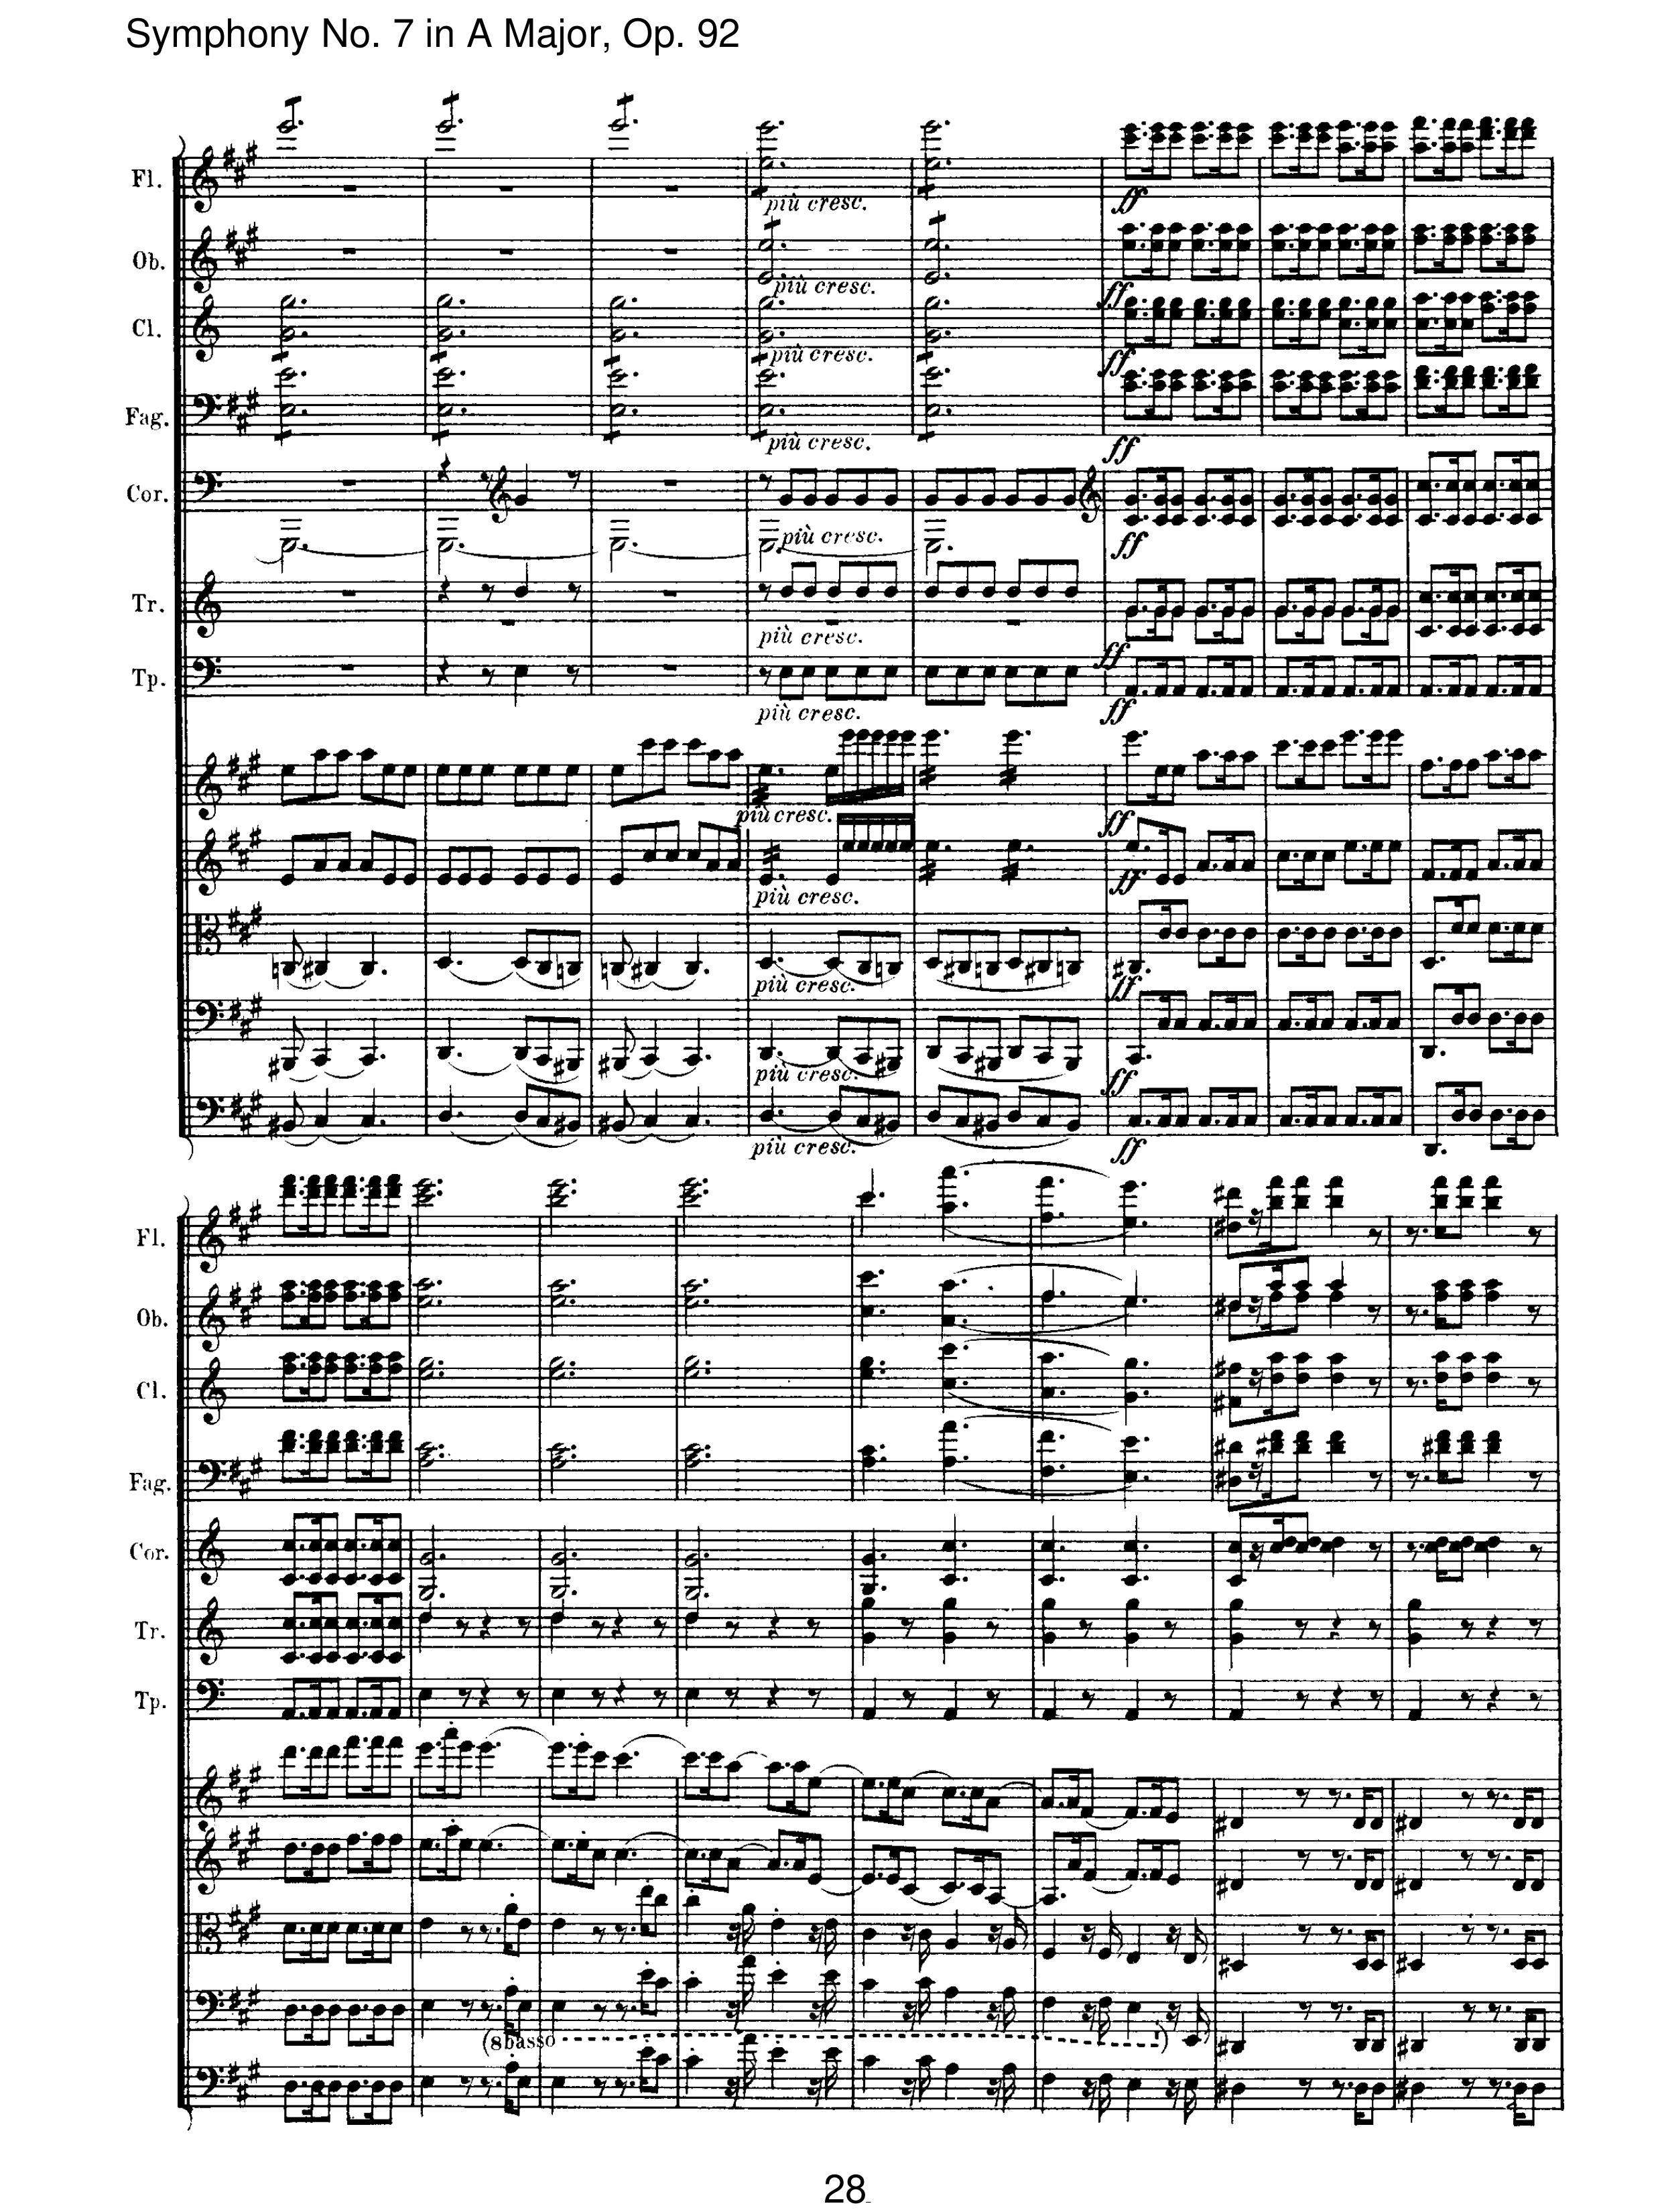 Symphony No. 7 in A Major, Op. 92
Fl.
più cresc.
ff
Ob.
più cresc.
ff
Cl.
più cresc.
ff
Fag.
più cresc.
ff
Cor.
più cresc.
ff
Tr.
più cresc.
ff
Tp.
più cresc.
ff
più cresc.
ff
più cresc.
ff
più cresc.
ff
più cresc.
ff
più cresc.
ff
Fl.
Ob.
Cl.
Fag.
Cor.
Tr.
Tp.
(8basso
)
28